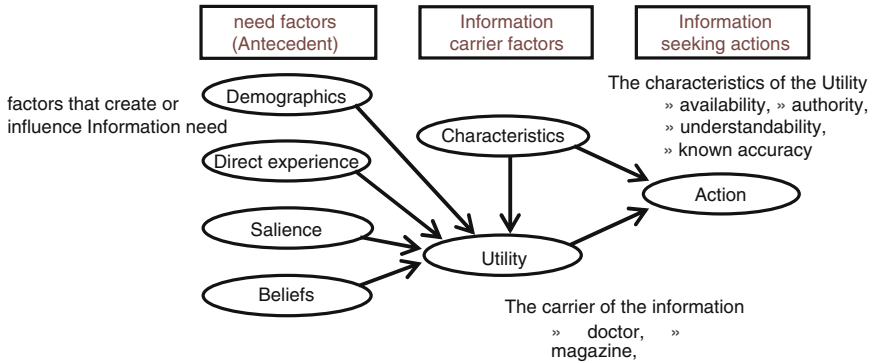 need factors
(Antecedent)
Information
carrier factors
Information
seeking actions
factors that create or
influence Information need
Demographics
Direct experience
Salience
Beliefs
Characteristics
Utility
The characteristics of the Utility
» availability, » authority,
» understandability,
» known accuracy
Action
The carrier of the information
» doctor, »
magazine,